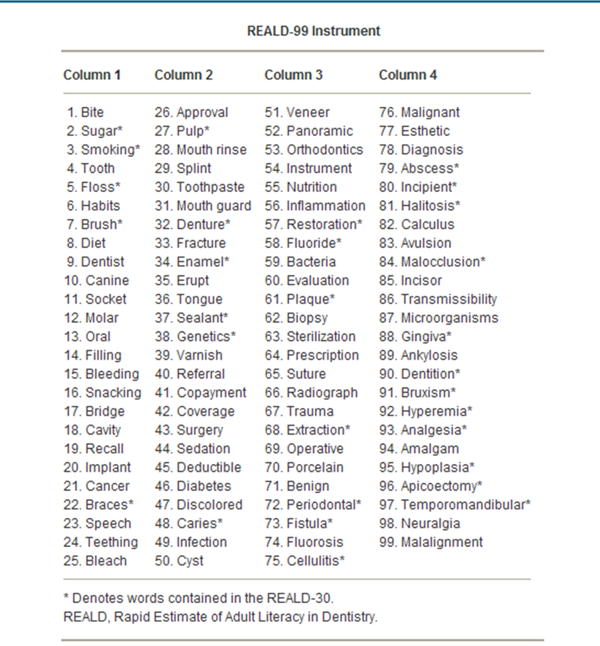 REALD-99 Instrument
Column 1 Column 2 Column 3 Column 4
1. Bite 26. Approval 51. Veneer 76. Malignant
2. Sugar* 27. Pulp* 52. Panoramic 77. Esthetic
3. Smoking* 28. Mouth rinse 53. Orthodontics 78. Diagnosis
4. Tooth 29. Splint 54. Instrument 79. Abscess*
5. Floss* 30. Toothpaste 55. Nutrition 80. Incipient*
6. Habits 31. Mouth guard 56. Inflammation 81. Halitosis*
7. Brush* 32. Denture* 57. Restoration* 82. Calculus
8. Diet 33. Fracture 58. Fluoride* 83. Avulsion
9. Dentist 34. Enamel* 59. Bacteria 84. Malocclusion*
10. Canine 35. Erupt 60. Evaluation 85. Incisor
11. Socket 36. Tongue 61. Plaque* 86. Transmissibility
12. Molar 37. Sealant* 62. Biopsy 87. Microorganisms
13. Oral 38. Genetics* 63. Sterilization 88. Gingiva*
14. Filling 39. Varnish 64. Prescription 89. Ankylosis
15. Bleeding 40. Referral 65. Suture 90. Dentition*
16. Snacking 41. Copayment 66. Radiograph 91. Bruxism*
17. Bridge 42. Coverage 67. Trauma 92. Hyperemia*
18. Cavity 43. Surgery 68. Extraction* 93. Analgesia*
19. Recall 44. Sedation 69. Operative 94. Amalgam
20. Implant 45. Deductible 70. Porcelain 95. Hypoplasia*
21. Cancer 46. Diabetes 71. Benign 96. Apicoectomy*
22. Braces* 47. Discolored 72. Periodontal* 97. Temporomandibular*
23. Speech 48. Caries* 73. Fistula* 98. Neuralgia
24. Teething 49. Infection 74. Fluorosis 99. Malalignment
25. Bleach 50. Cyst 75. Cellulitis*
* Denotes words contained in the REALD-30.
REALD, Rapid Estimate of Adult Literacy in Dentistry.